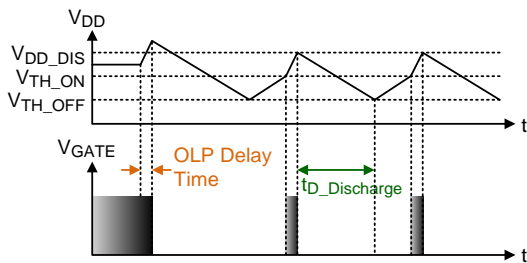 VDD
VDD_DIS
VTH_ON
VTH_OFF
t
VGATE
OLP Delay
Time
tD_Discharge
t